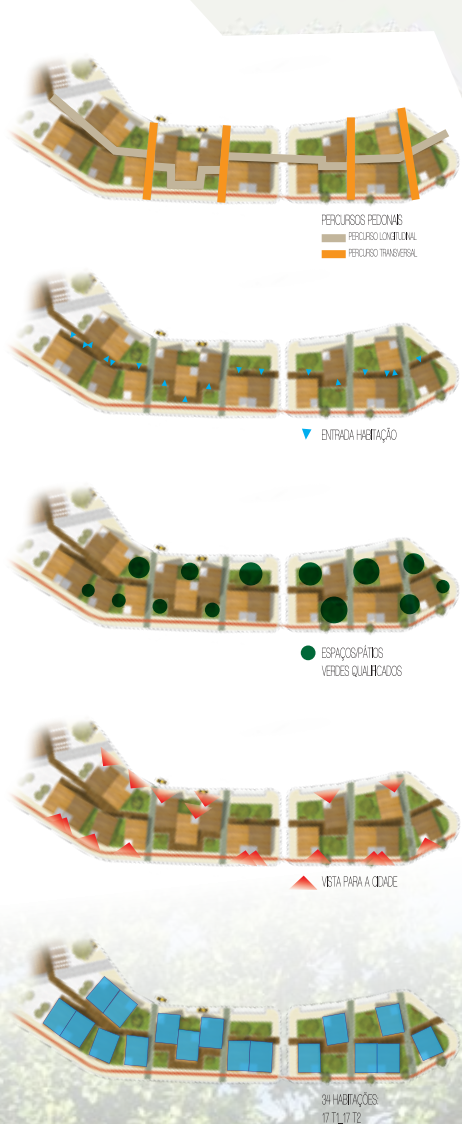 PERCURSOS PEDONAIS
PERCURSO LONGITUDINAL
PERCURSO TRANSVERSAL
ENTRADA HABITAÇÃO
ESPAÇOS/PÁTIOS
VERDES QUALIFICADOS
VISTA PARA A CIDADE
34 HABITAÇÕES:
17 T1_17 T2